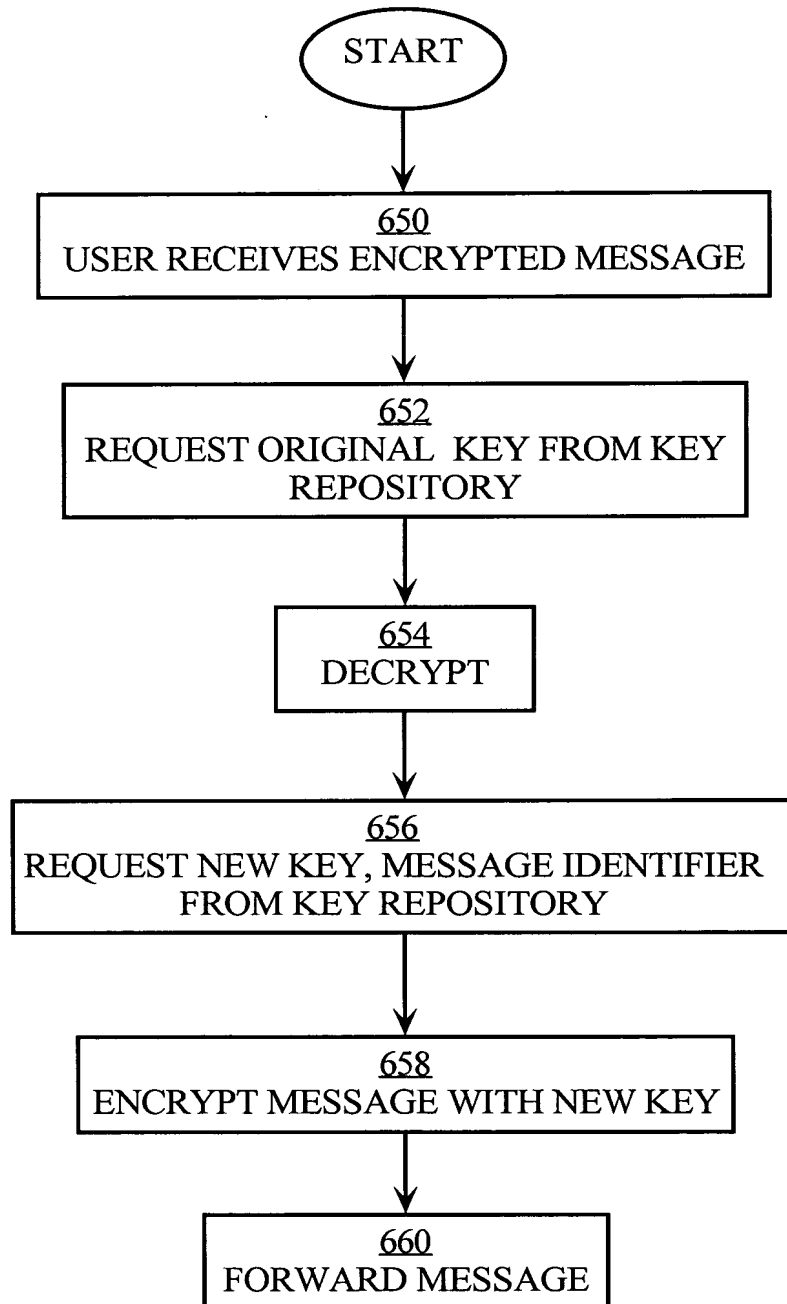 START
650
USER RECEIVES ENCRYPTED MESSAGE
652
REQUEST ORIGINAL KEY FROM KEY
REPOSITORY
654
DECRYPT
656
REQUEST NEW KEY, MESSAGE IDENTIFIER
FROM KEY REPOSITORY
658
ENCRYPT MESSAGE WITH NEW KEY
660
FORWARD MESSAGE